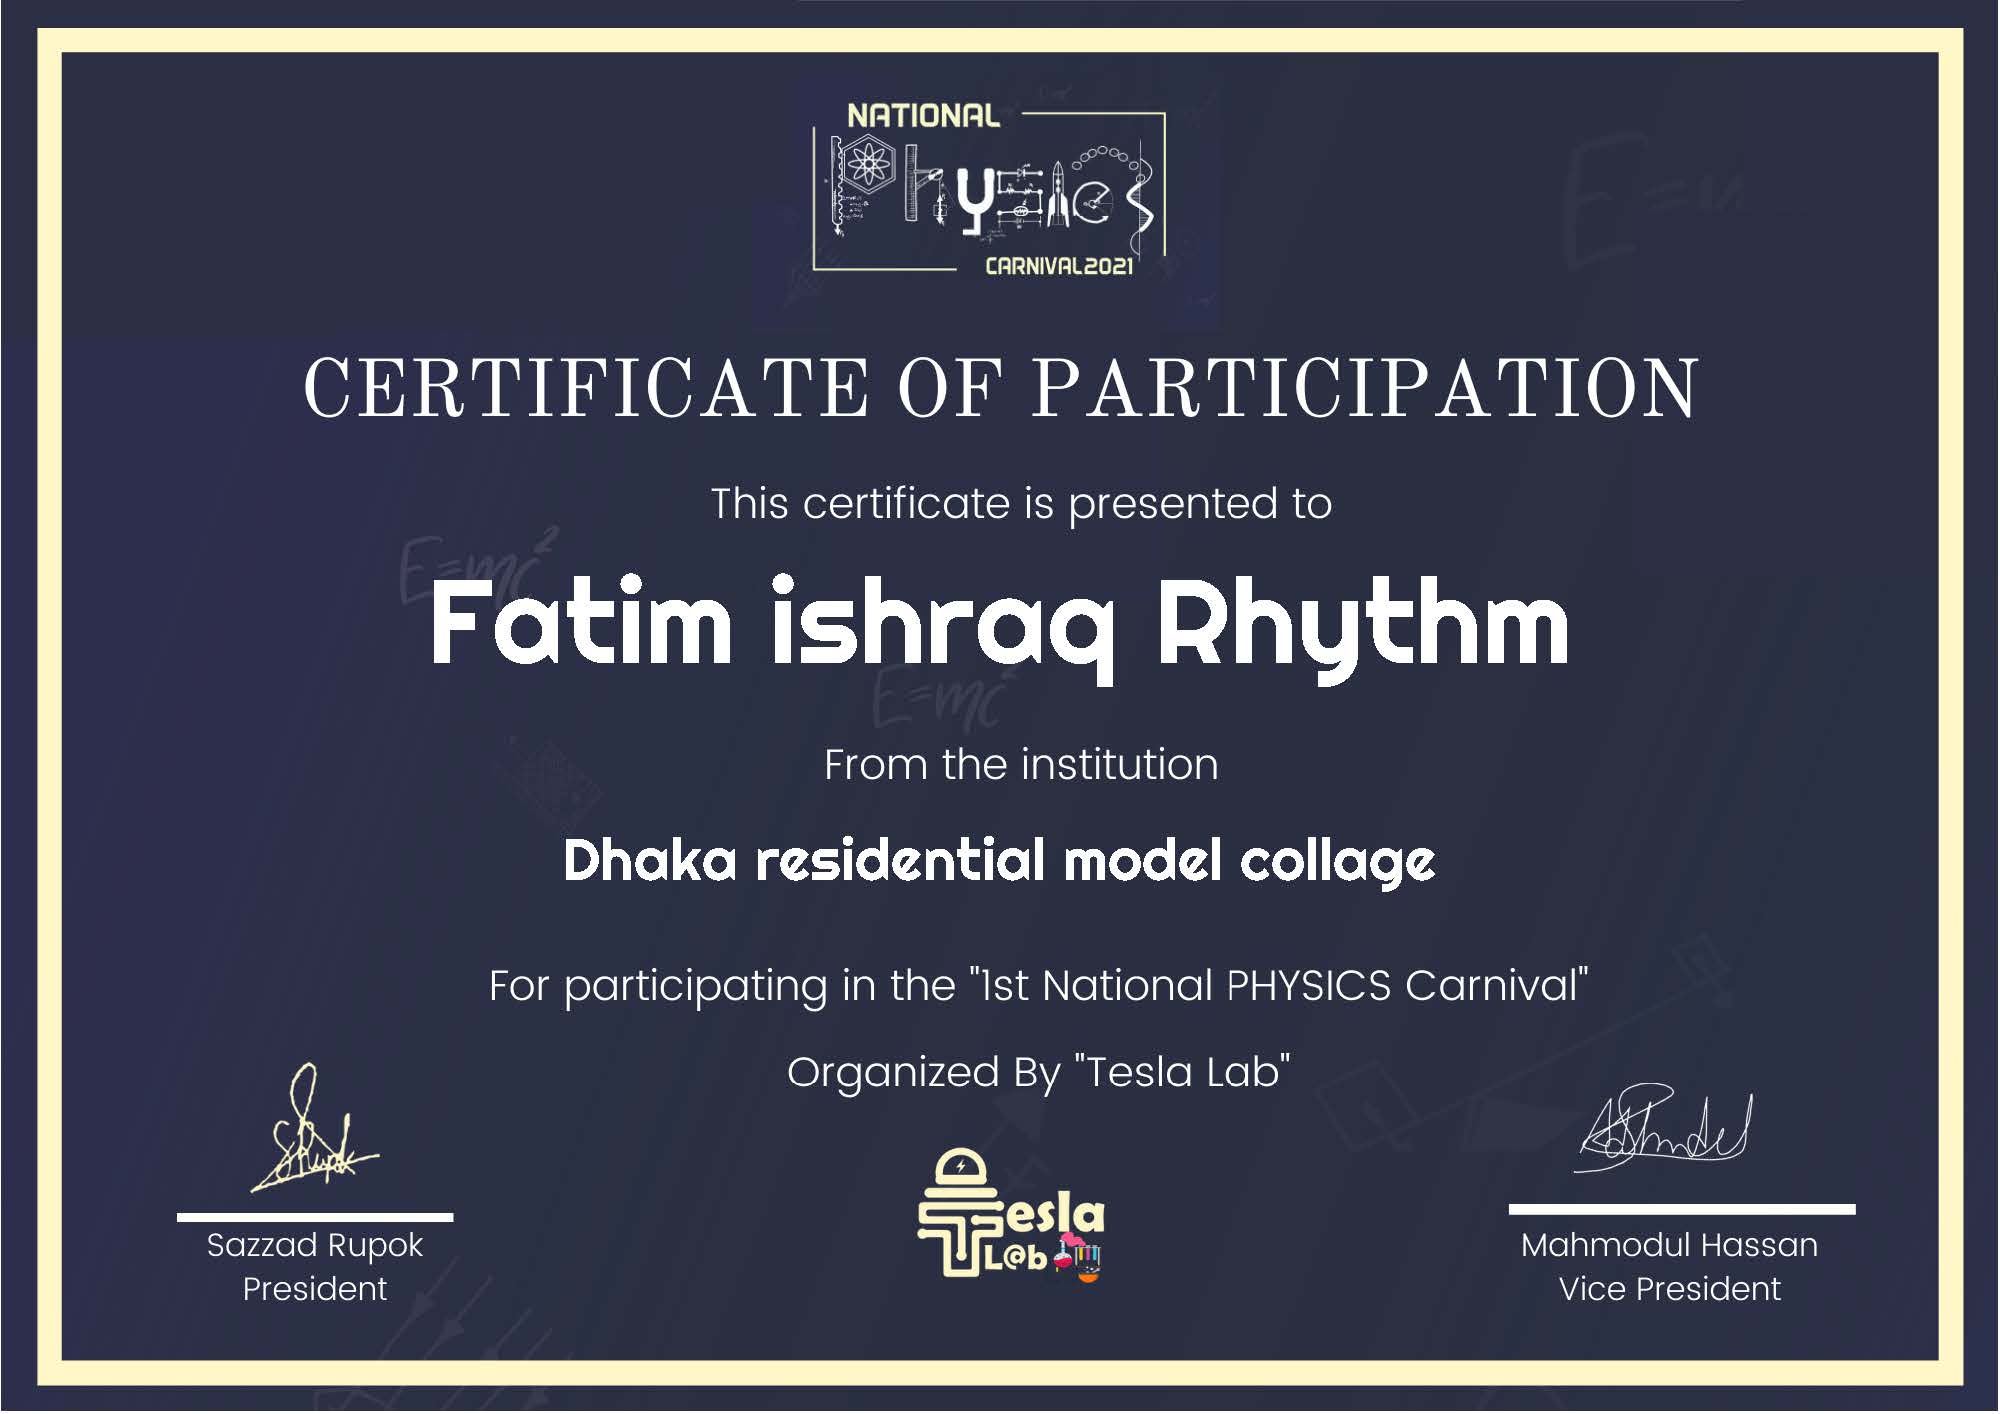 NATIONAL
Physics
CARNIVAL2021
CERTIFICATE OF PARTICIPATION
This certificate is presented to
E=mc²
Fatim ishraq Rhythm
E=mc²
From the institution
Dhaka residential model collage
For participating in the "1st National PHYSICS Carnival"
Organized By "Tesla Lab"
Tesla
L@b
Sazzad Rupok
President
Mahmodul Hassan
Vice President